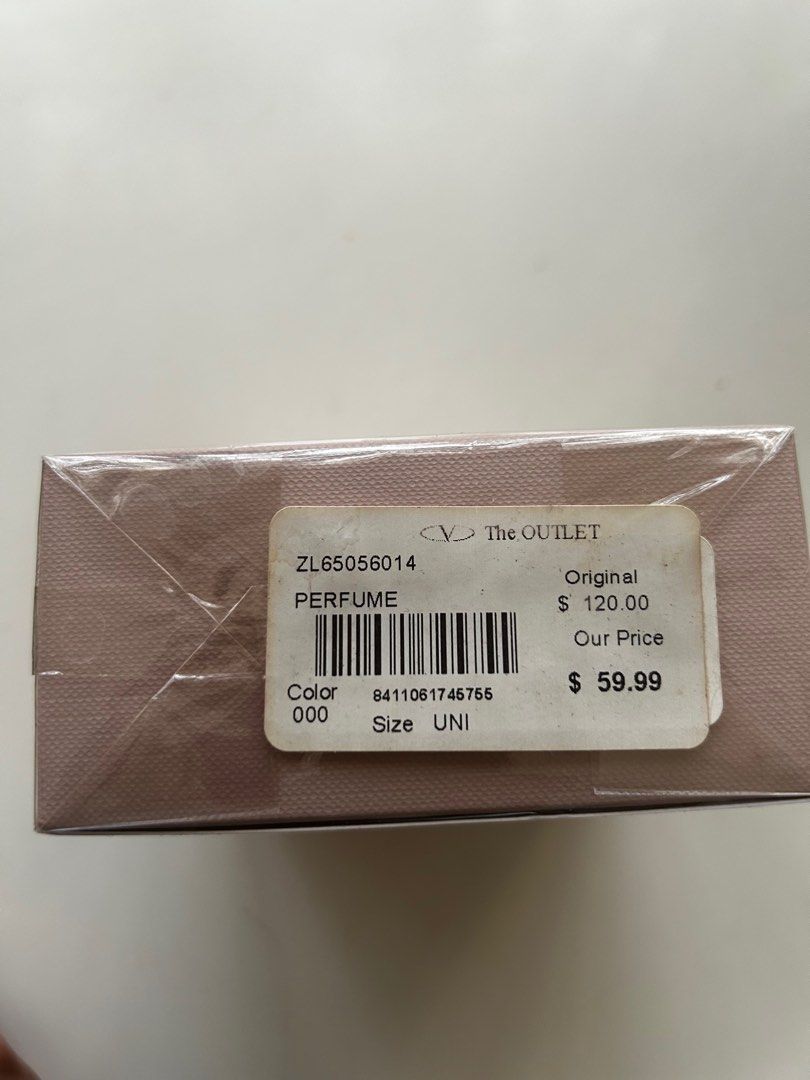 V The OUTLET
ZL65056014
PERFUME
Original
$ 120.00
Our Price
$ 59.99
Color
000
8411061745755
Size UNI